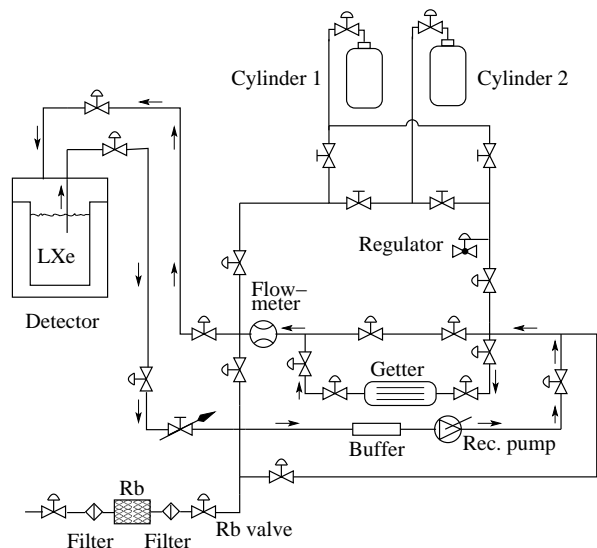 Cylinder 1
Cylinder 2
LXe
Regulator
Flow–
meter
Detector
Getter
Buffer
Rec. pump
Rb
Rb valve
Filter
Filter